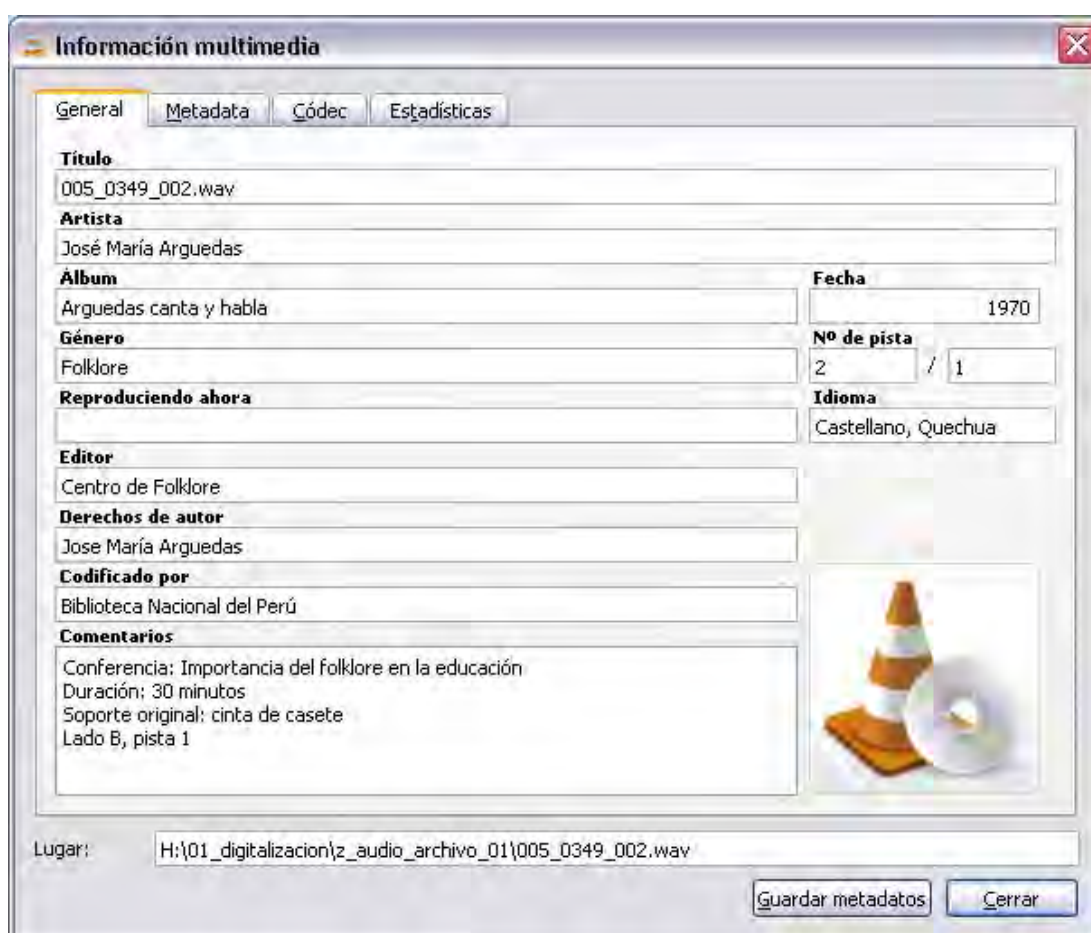 Información multimedia
General Metadata Códec Estadísticas
Título
005_0349_002.wav
Artista
José María Arguedas
Álbum Fecha
Arguedas canta y habla 1970
Género Nº de pista
Folklore 2 / 1
Reproduciendo ahora Idioma
Castellano, Quechua
Editor
Centro de Folklore
Derechos de autor
Jose María Arguedas
Codificado por
Biblioteca Nacional del Perú
Comentarios
Conferencia: Importancia del folklore en la educación
Duración: 30 minutos
Soporte original: cinta de casete
Lado B, pista 1
Lugar: H:\01_digitalizacion\z_audio_archivo_01\005_0349_002.wav
Guardar metadatos Cerrar